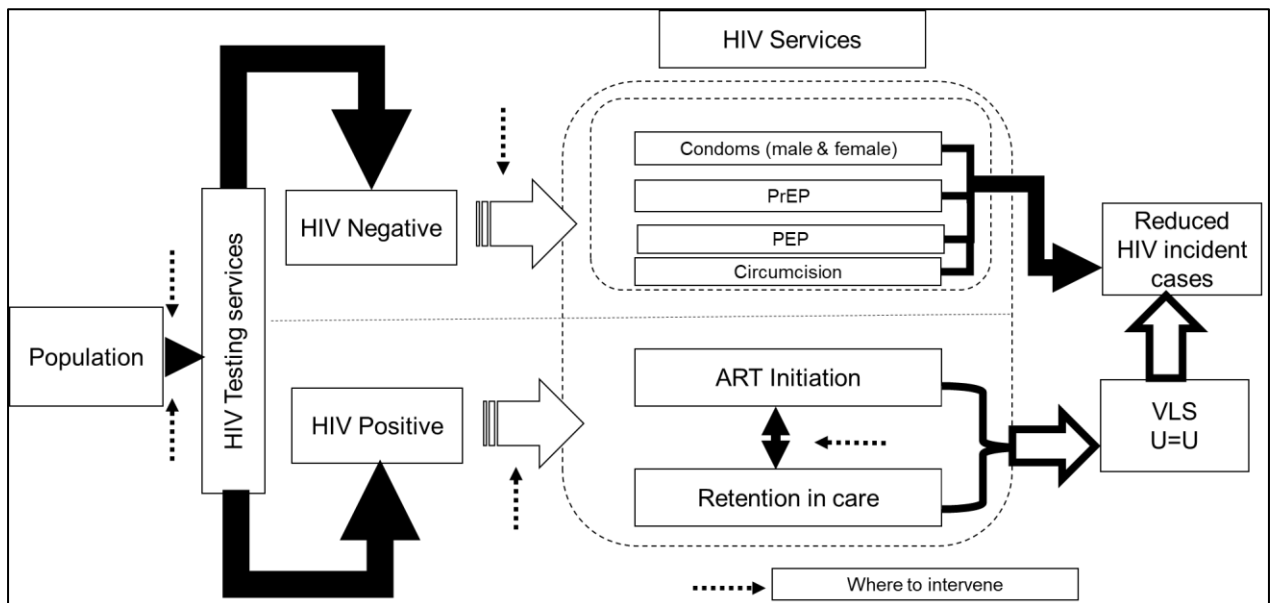 HIV Services
Condoms (male & female)
PrEP
PEP
Circumcision
HIV Negative
Reduced
HIV incident
cases
HIV Testing services
Population
HIV Positive
ART Initiation
Retention in care
VLS
U=U
Where to intervene